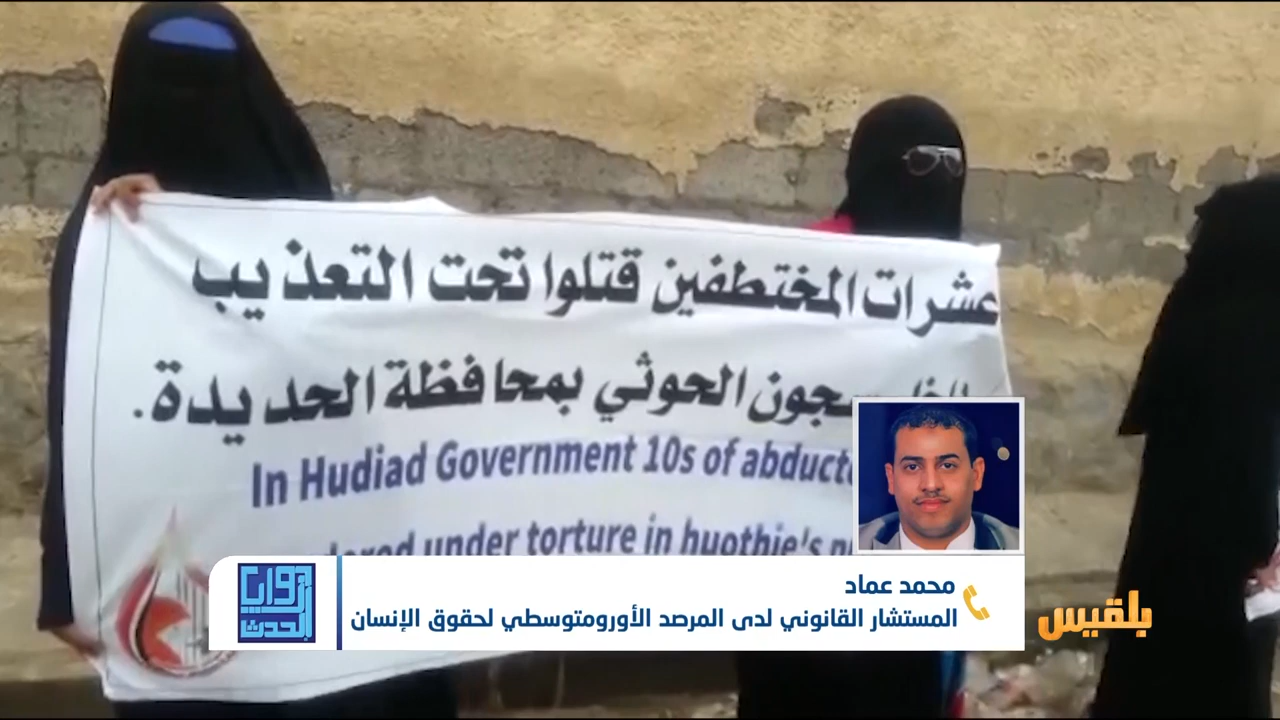 عشرات المختطفين قتلوا تحت التعذيب
سجون الحوثي بمحافظة الحديدة.
In Hudiad Government 10s of
under torture in huothie's
محمد عماد
المستشار القانوني لدى المرصد الأورومتوسطي لحقوق الإنسان
زوايا الحدث
بلقيس